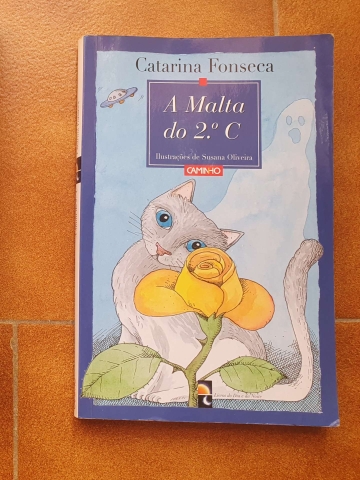 Catarina Fonseca
A Malta
do 2.º C
Ilustrações de Susana Oliveira
CAMINHO